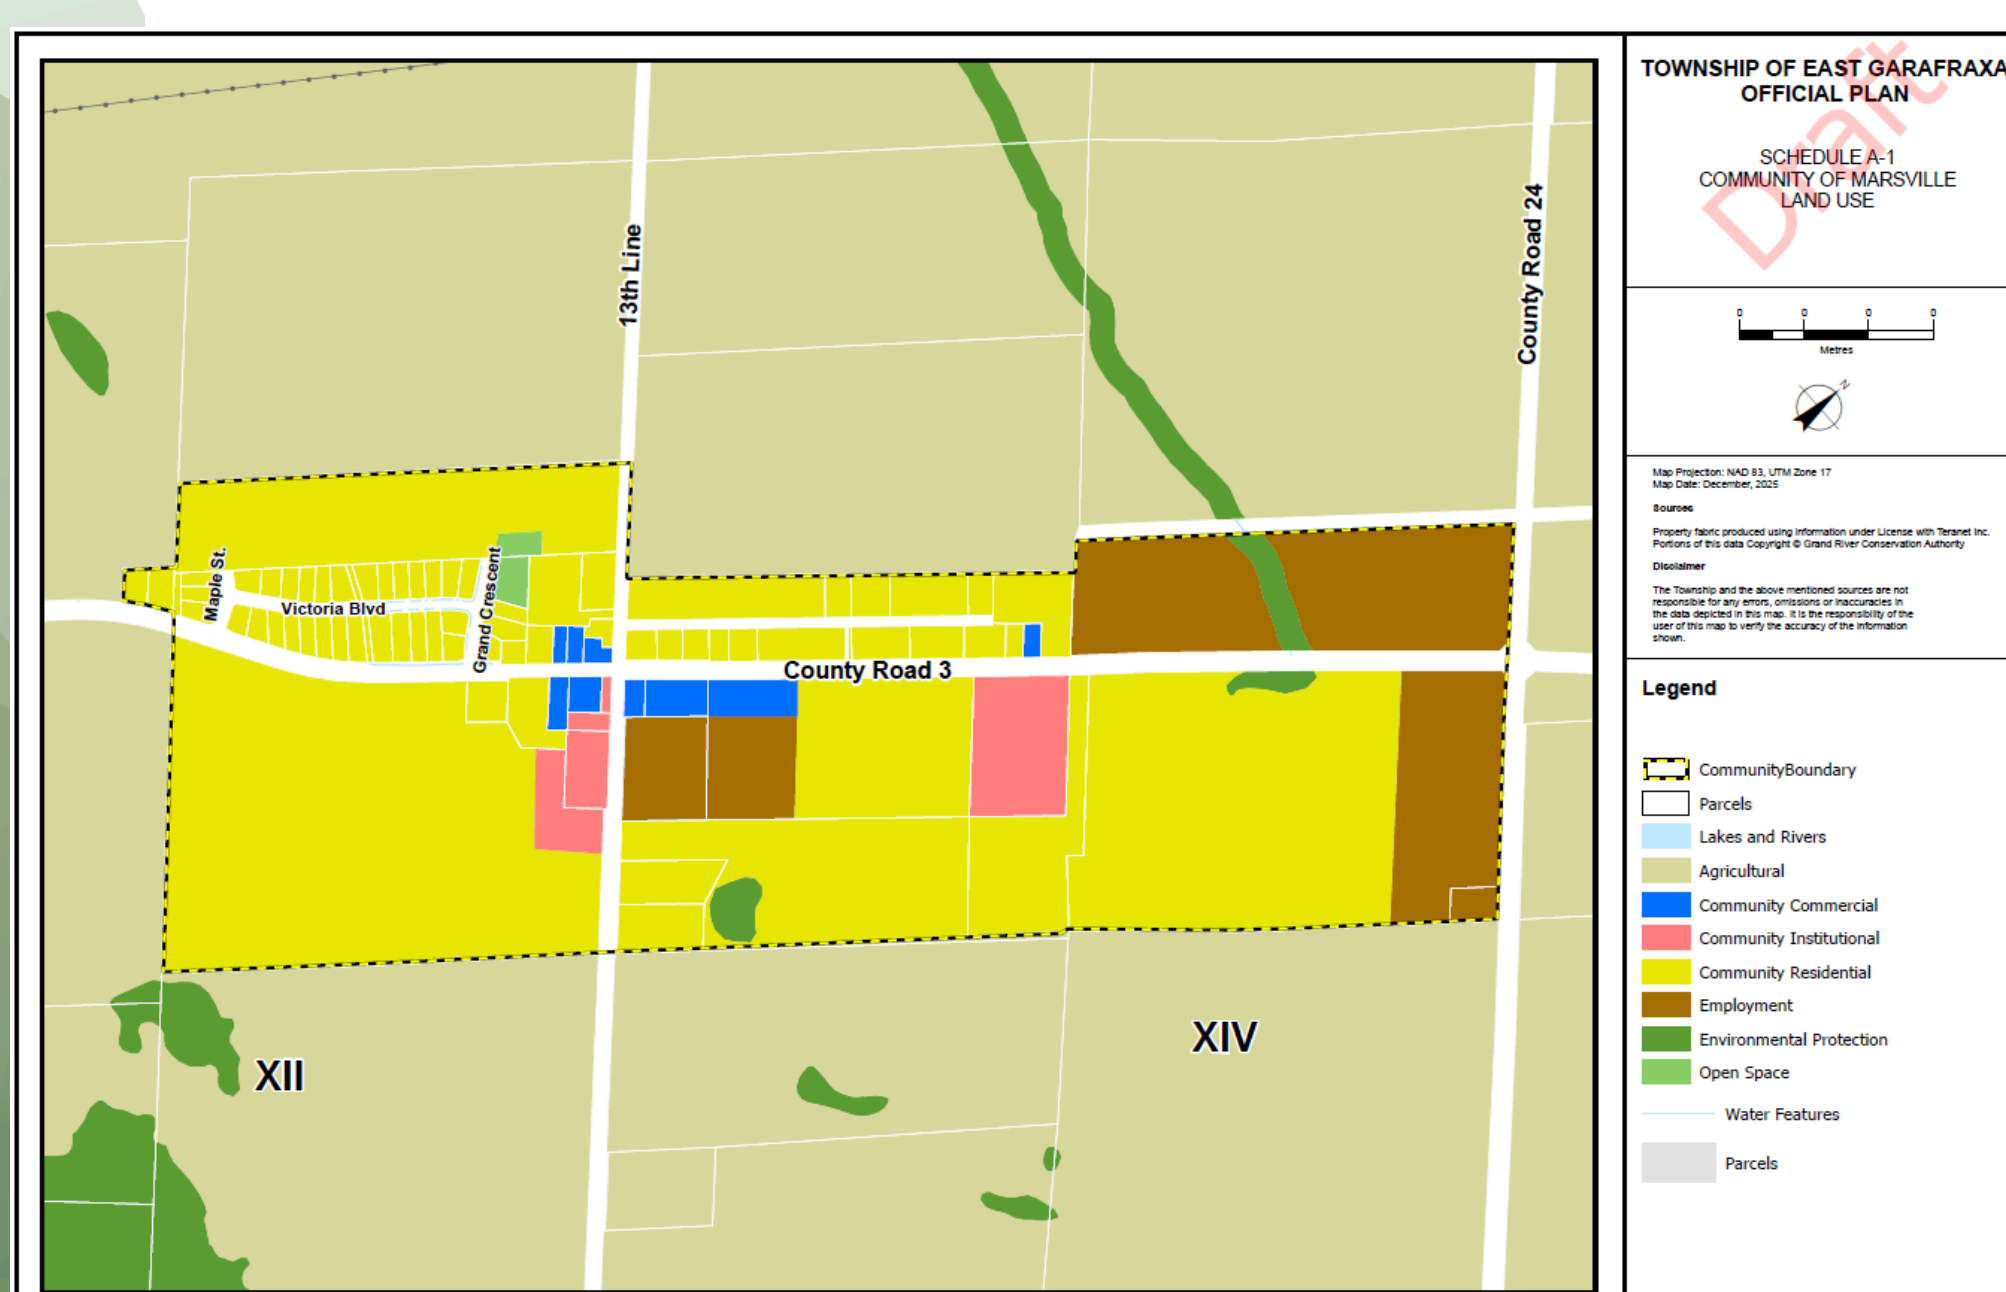 TOWNSHIP OF EAST GARAFRAXA
OFFICIAL PLAN
Draft
SCHEDULE A-1
COMMUNITY OF MARSVILLE
LAND USE
0 0 0 0
Metres
N
Map Projection: NAD 83, UTM Zone 17
Map Date: December, 2025
Sources
Property fabric produced using information under License with Teranet Inc.
Portions of this data Copyright © Grand River Conservation Authority
Disclaimer
The Township and the above mentioned sources are not
responsible for any errors, omissions or inaccuracies in
the data depicted in this map. It is the responsibility of the
user of this map to verify the accuracy of the information
shown.
Legend
CommunityBoundary
Parcels
Lakes and Rivers
Agricultural
Community Commercial
Community Institutional
Community Residential
Employment
Environmental Protection
Open Space
Water Features
Parcels
13th Line
County Road 24
Maple St.
Victoria Blvd
Grand Crescent
County Road 3
XII
XIV